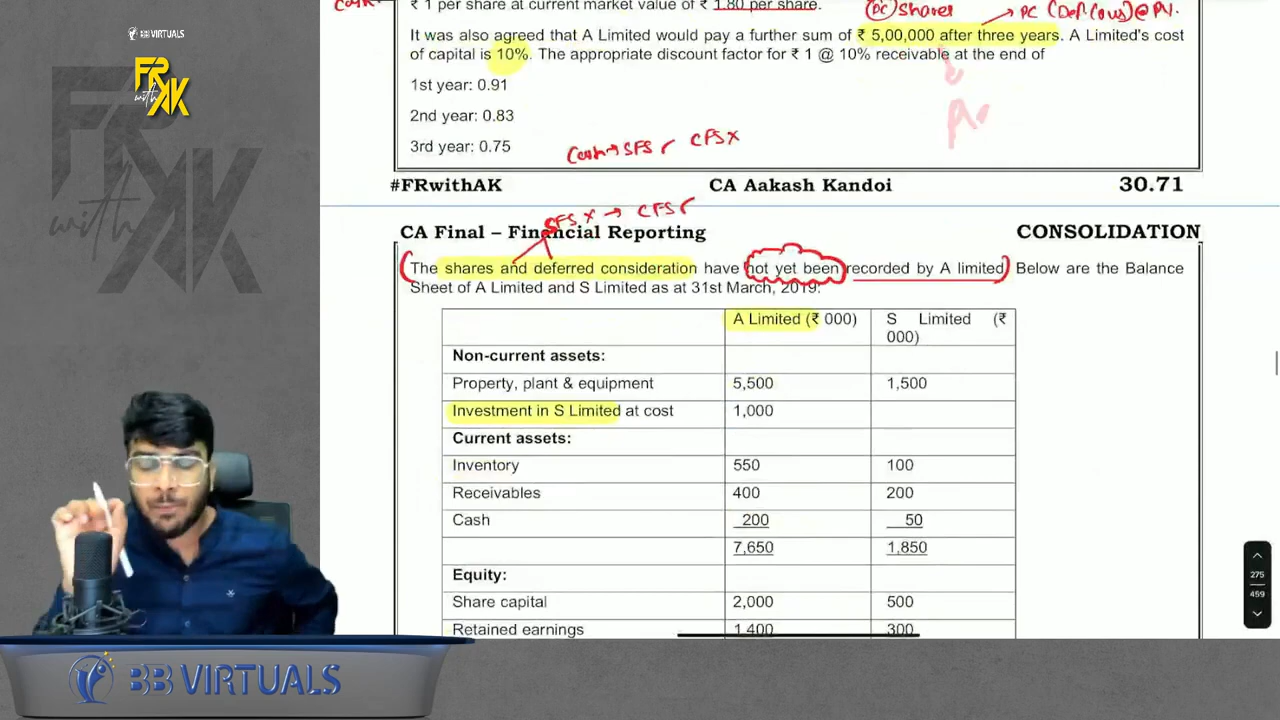 ₹ 1 per share at current market value of ₹ 1.80 per share.
PC shares
It was also agreed that A Limited would pay a further sum of ₹ 5,00,000 after three years. A Limited's cost
of capital is 10%. The appropriate discount factor for ₹ 1 @ 10% receivable at the end of
1st year: 0.91
2nd year: 0.83
3rd year: 0.75
Cash → SFS ✓ CFS X
#FRwithAK CA Aakash Kandoi 30.71
SFS X → CFS ✓
CA Final – Financial Reporting CONSOLIDATION
(The shares and deferred consideration have not yet been recorded by A limited) Below are the Balance
Sheet of A Limited and S Limited as at 31st March, 2019:
A Limited (₹ 000) S Limited (₹
000)
Non-current assets:
Property, plant & equipment 5,500 1,500
Investment in S Limited at cost 1,000
Current assets:
Inventory 550 100
Receivables 400 200
Cash 200 50
7,650 1,850
Equity:
Share capital 2,000 500
Retained earnings 1,400 300
BB VIRTUALS
FR
with
AK
FR
with
AK
275
459
BB VIRTUALS